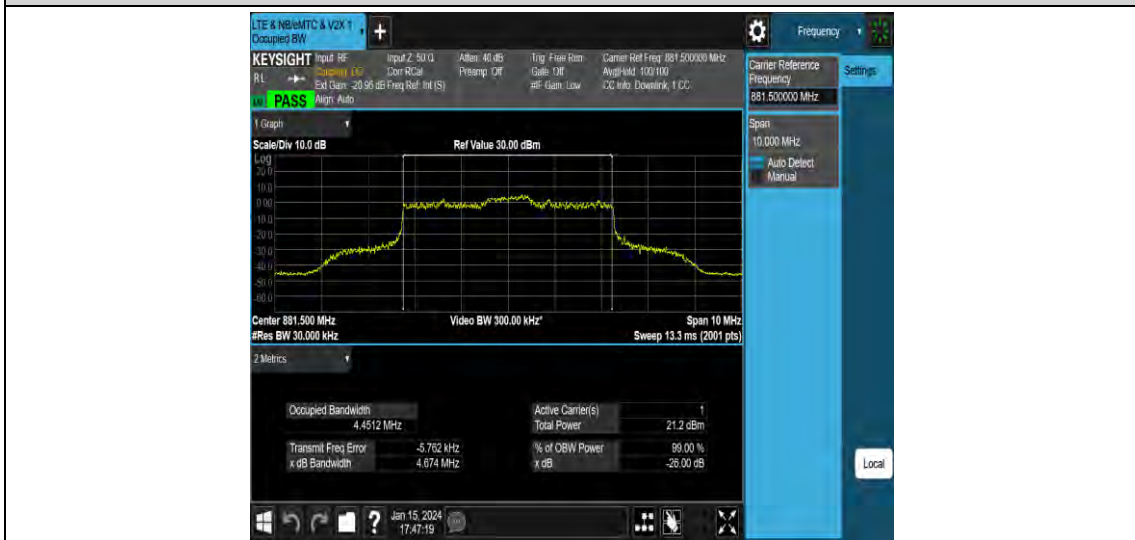 LTE & NB/eMTC & V2X 1
Occupied BW
+
Frequency
KEYSIGHT Input: RF Input Z: 50 Ω Atten: 40 dB Trig: Free Run Carrier Ref Freq: 881.500000 MHz
RL Coupling: DC Corr RCal Preamp: Off Gate: Off Avg|Hold: 100/100
Ext Gain: -20.96 dB Freq Ref: Int (S) #IF Gain: Low CC Info: Downlink, 1 CC
PASS Align: Auto
Carrier Reference
Frequency
881.500000 MHz
Settings
Span
10.000 MHz
Auto Detect
Manual
1 Graph
Scale/Div 10.0 dB Ref Value 30.00 dBm
Log
20.0
10.0
0.00
-10.0
-20.0
-30.0
-40.0
-50.0
-60.0
Center 881.500 MHz Video BW 300.00 kHz* Span 10 MHz
#Res BW 30.000 kHz Sweep 13.3 ms (2001 pts)
2 Metrics
Occupied Bandwidth Active Carrier(s) 1
4.4512 MHz Total Power 21.2 dBm
Transmit Freq Error -5.762 kHz % of OBW Power 99.00 %
x dB Bandwidth 4.674 MHz x dB -26.00 dB
Local
? Jan 15, 2024
17:47:19